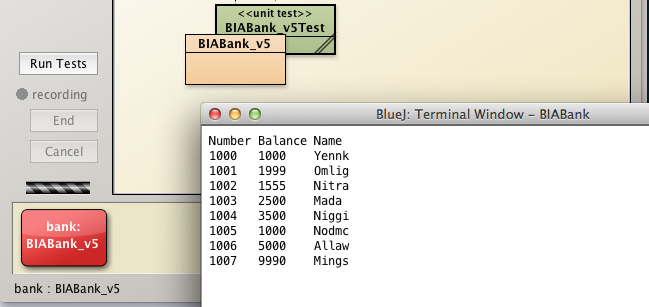 <<unit test>>
BIABank_v5Test
BIABank_v5
Run Tests
recording
End
Cancel
BlueJ: Terminal Window - BIABank
Number Balance Name
1000 1000 Yennk
1001 1999 Omlig
1002 1555 Nitra
1003 2500 Mada
1004 3500 Niggi
1005 1000 Nodmc
1006 5000 Allaw
1007 9990 Mings
bank:
BIABank_v5
bank : BIABank_v5